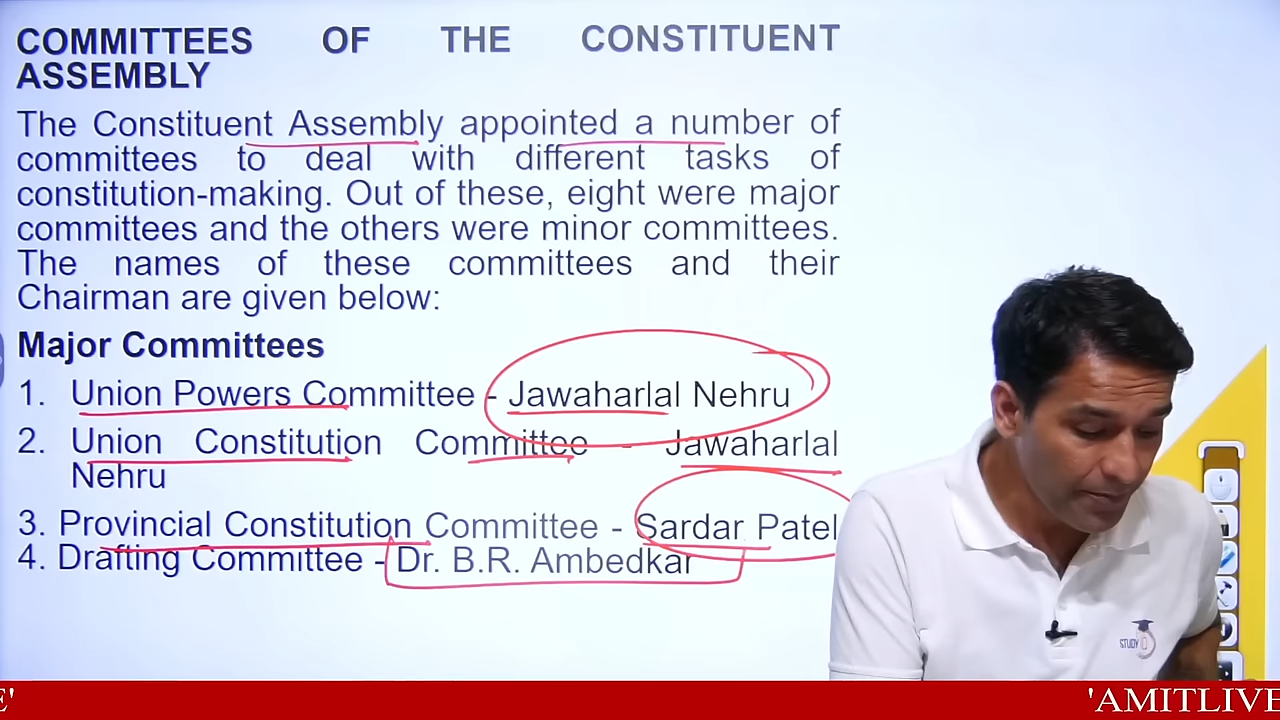 COMMITTEES OF THE CONSTITUENT
ASSEMBLY
The Constituent Assembly appointed a number of
committees to deal with different tasks of
constitution-making. Out of these, eight were major
committees and the others were minor committees.
The names of these committees and their
Chairman are given below:
Major Committees
1. Union Powers Committee - Jawaharlal Nehru
2. Union Constitution Committee - Jawaharlal
Nehru
3. Provincial Constitution Committee - Sardar Patel
4. Drafting Committee - Dr. B.R. Ambedkar
STUDY IQ
E'
'AMITLIVE